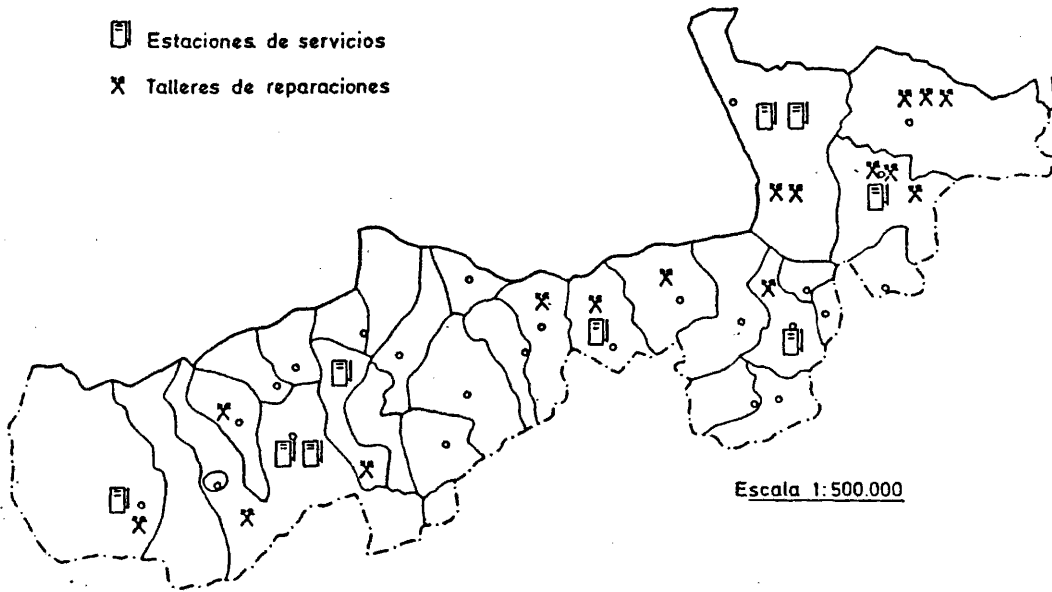 Estaciones de servicios
Talleres de reparaciones
Escala 1:500.000